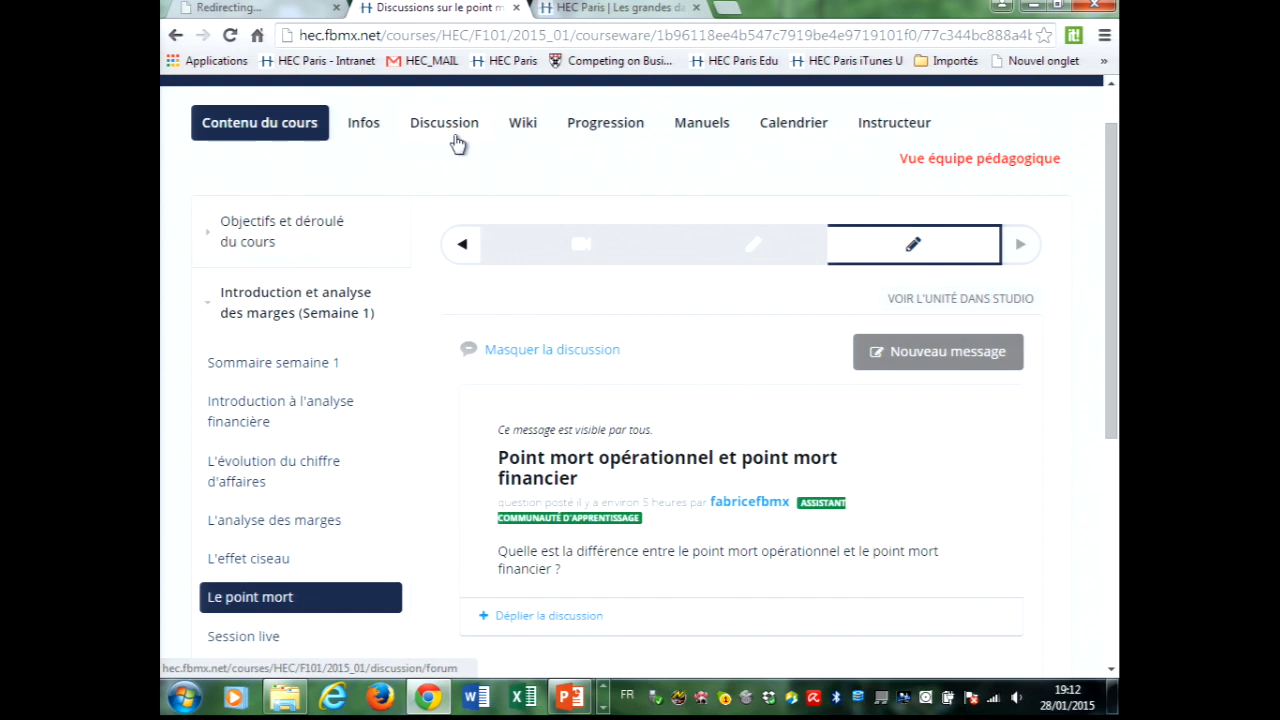 Redirecting...
Discussions sur le point m
HEC Paris | Les grandes da
hec.fbmx.net/courses/HEC/F101/2015_01/courseware/1b96118ee4b547c7919be4e9719101f0/77c344bc888a4b
Applications
HEC Paris - Intranet
HEC_MAIL
HEC Paris
Competing on Busi...
HEC Paris Edu
HEC Paris iTunes U
Importés
Nouvel onglet
»
Contenu du cours
Infos
Discussion
Wiki
Progression
Manuels
Calendrier
Instructeur
Vue équipe pédagogique
Objectifs et déroulé
du cours
Introduction et analyse
des marges (Semaine 1)
Sommaire semaine 1
Introduction à l'analyse
financière
L'évolution du chiffre
d'affaires
L'analyse des marges
L'effet ciseau
Le point mort
Session live
VOIR L'UNITÉ DANS STUDIO
Masquer la discussion
Nouveau message
Ce message est visible par tous.
Point mort opérationnel et point mort
financier
question posté il y a environ 5 heures par fabricefbmx ASSISTANT
COMMUNAUTÉ D'APPRENTISSAGE
Quelle est la différence entre le point mort opérationnel et le point mort
financier ?
+ Déplier la discussion
hec.fbmx.net/courses/HEC/F101/2015_01/discussion/forum
FR
19:12
28/01/2015